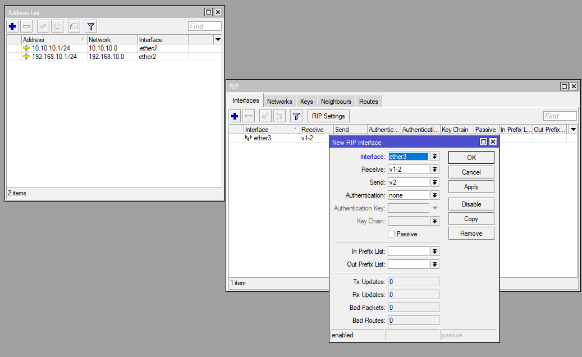 Address List
Find
Address Network Interface
10.10.10.1/24 10.10.10.0 ether3
192.168.10.1/24 192.168.10.0 ether2
2 items
RIP
Interfaces Networks Keys Neighbours Routes
RIP Settings Find
Interface Receive Send Authentic... Authenticati... Key Chain Passive In Prefix L... Out Prefix...
ether3 v1-2
1 item
New RIP Interface
Interface: ether3 OK
Receive: v1-2 Cancel
Send: v2 Apply
Authentication: none
Authentication Key: Disable
Key Chain: Copy
Passive Remove
In Prefix List:
Out Prefix List:
Tx Updates: 0
Rx Updates: 0
Bad Packets: 0
Bad Routes: 0
enabled passive